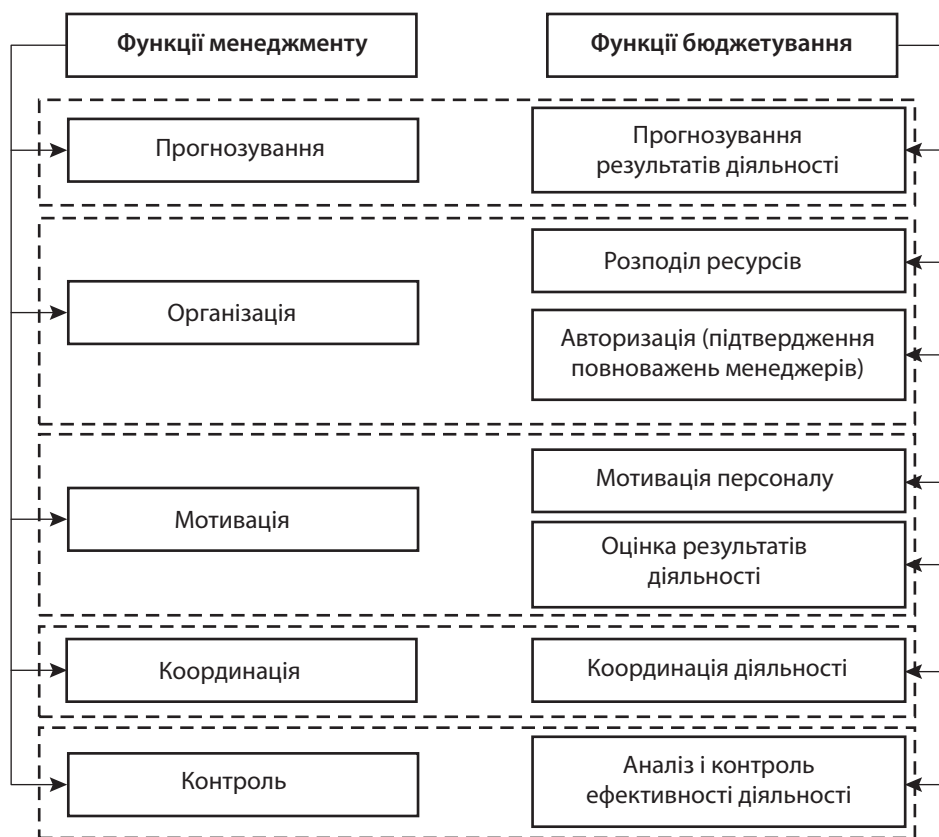 Функції менеджменту
Функції бюджетування
Прогнозування
Прогнозування
результатів діяльності
Організація
Розподіл ресурсів
Авторизація (підтвердження
повноважень менеджерів)
Мотивація
Мотивація персоналу
Оцінка результатів
діяльності
Координація
Координація діяльності
Контроль
Аналіз і контроль
ефективності діяльності